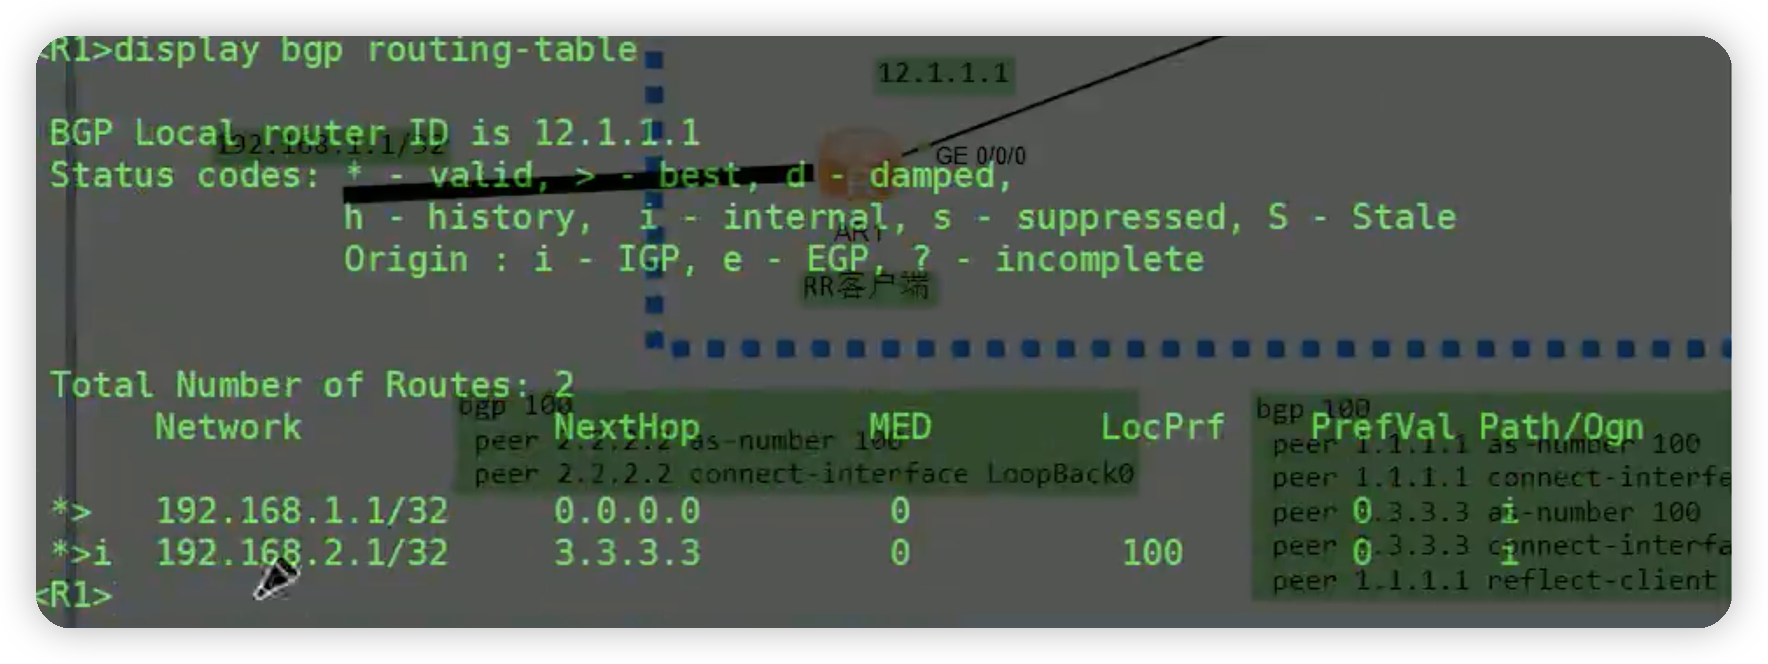 <R1>display bgp routing-table
12.1.1.1
BGP Local router ID is 12.1.1.1
192.168.1.1/32
GE 0/0/0
Status codes: * - valid, > - best, d - damped,
h - history,  i - internal, s - suppressed, S - Stale
AR1
Origin : i - IGP, e - EGP, ? - incomplete
RR客户端
Total Number of Routes: 2
Network NextHop MED LocPrf PrefVal Path/Ogn
*> 192.168.1.1/32 0.0.0.0 0 0 i
*>i 192.168.2.1/32 3.3.3.3 0 100 0 i
<R1>
bgp 100
peer 2.2.2.2 as-number 100
peer 2.2.2.2 connect-interface LoopBack0
bgp 100
peer 1.1.1.1 as-number 100
peer 1.1.1.1 connect-interfa
peer 3.3.3.3 as-number 100
peer 3.3.3.3 connect-interfa
peer 1.1.1.1 reflect-client